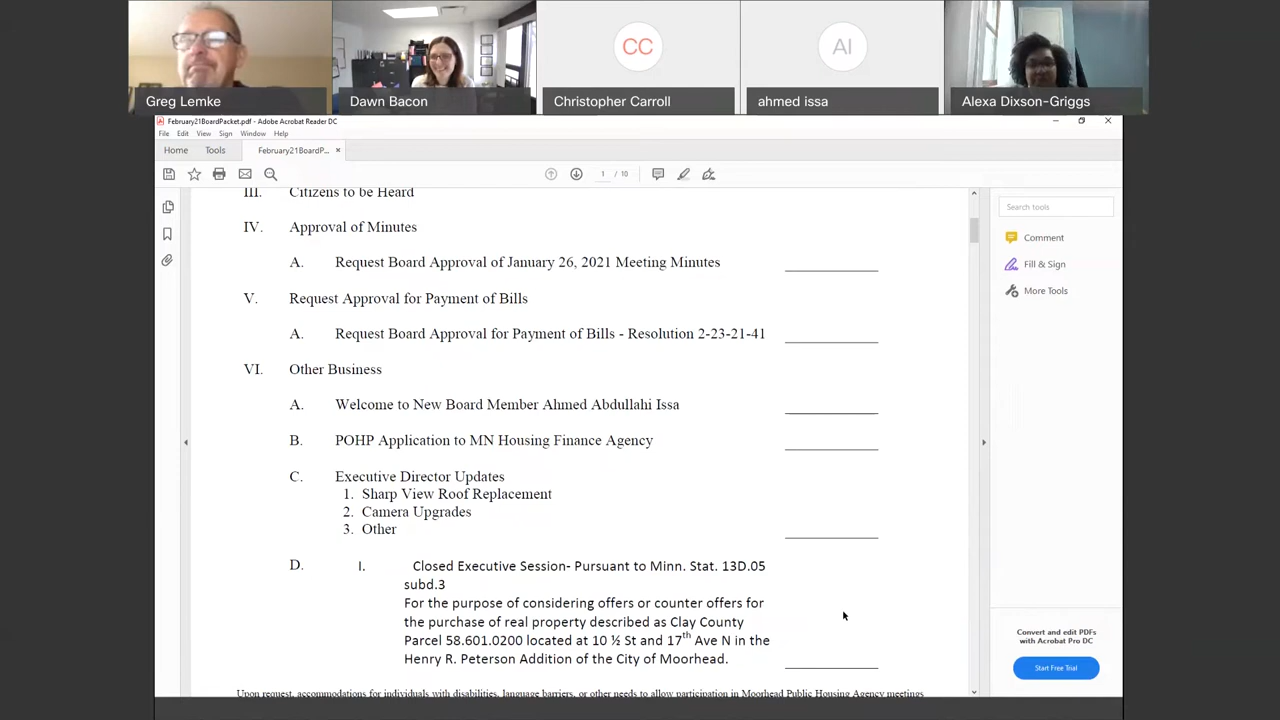 CC
AI
Greg Lemke
Dawn Bacon
Christopher Carroll
ahmed issa
Alexa Dixson-Griggs
February21BoardPacket.pdf - Adobe Acrobat Reader DC
File Edit View Sign Window Help
Home Tools February21BoardP... ×
1 / 10
III. Citizens to be Heard
IV. Approval of Minutes
A. Request Board Approval of January 26, 2021 Meeting Minutes
V. Request Approval for Payment of Bills
A. Request Board Approval for Payment of Bills - Resolution 2-23-21-41
VI. Other Business
A. Welcome to New Board Member Ahmed Abdullahi Issa
B. POHP Application to MN Housing Finance Agency
C. Executive Director Updates
1. Sharp View Roof Replacement
2. Camera Upgrades
3. Other
D. I. Closed Executive Session- Pursuant to Minn. Stat. 13D.05
subd.3
For the purpose of considering offers or counter offers for
the purchase of real property described as Clay County
Parcel 58.601.0200 located at 10 ½ St and 17th Ave N in the
Henry R. Peterson Addition of the City of Moorhead.
Upon request, accommodations for individuals with disabilities, language barriers, or other needs to allow participation in Moorhead Public Housing Agency meetings
Search tools
Comment
Fill & Sign
More Tools
Convert and edit PDFs
with Acrobat Pro DC
Start Free Trial